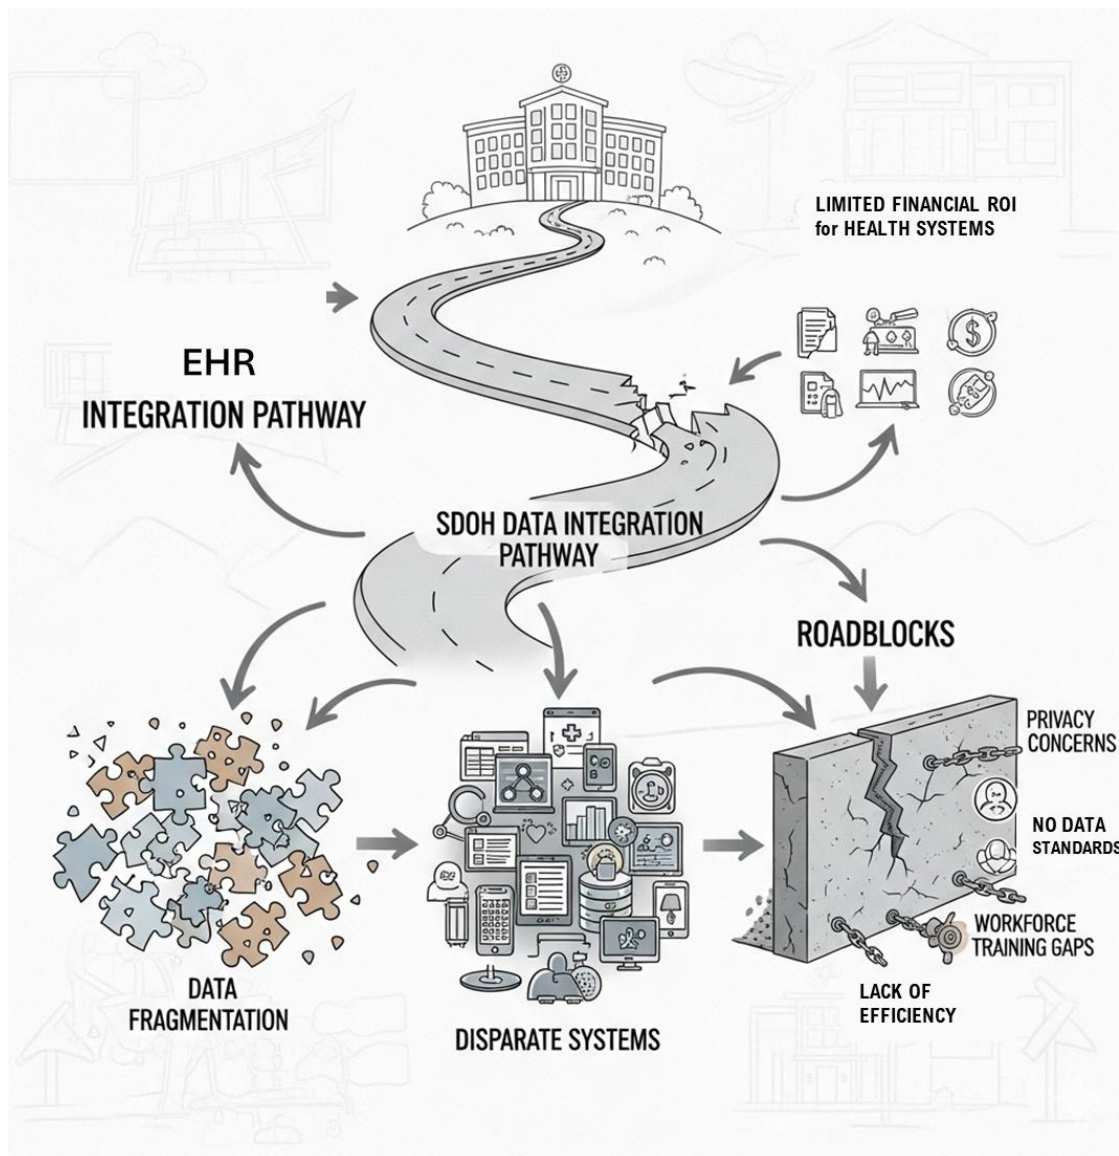 LIMITED FINANCIAL ROI
for HEALTH SYSTEMS
EHR
INTEGRATION PATHWAY
SDOH DATA INTEGRATION
PATHWAY
ROADBLOCKS
PRIVACY
CONCERNS
NO DATA
STANDARDS
WORKFORCE
TRAINING GAPS
LACK OF
EFFICIENCY
DATA
FRAGMENTATION
DISPARATE SYSTEMS